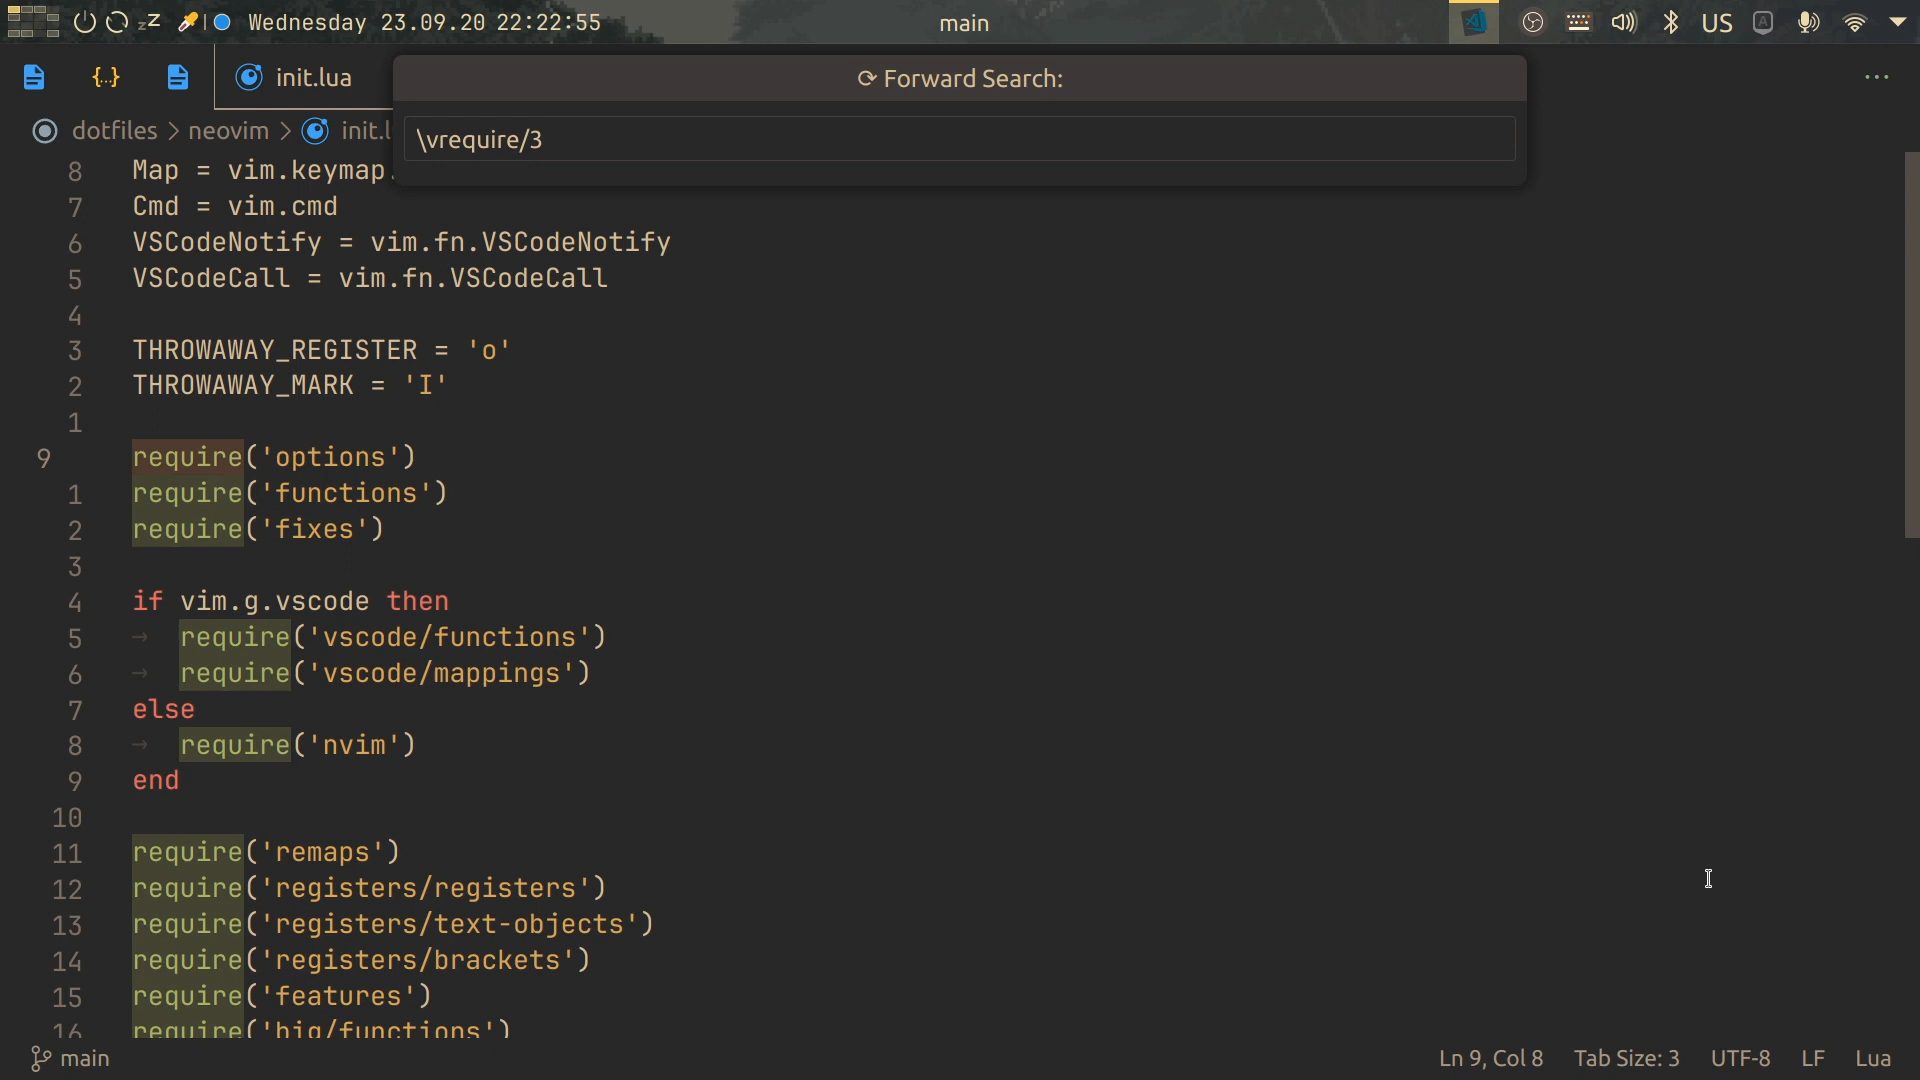 zZ | Wednesday 23.09.20 22:22:55 main US A
{...} init.lua ⟳ Forward Search: ...
dotfiles > neovim > init.l
\vrequire/3
8 Map = vim.keymap.
7 Cmd = vim.cmd
6 VSCodeNotify = vim.fn.VSCodeNotify
5 VSCodeCall = vim.fn.VSCodeCall
4
3 THROWAWAY_REGISTER = 'o'
2 THROWAWAY_MARK = 'I'
1
9 require('options')
1 require('functions')
2 require('fixes')
3
4 if vim.g.vscode then
5 → require('vscode/functions')
6 → require('vscode/mappings')
7 else
8 → require('nvim')
9 end
10
11 require('remaps')
12 require('registers/registers')
13 require('registers/text-objects')
14 require('registers/brackets')
15 require('features')
16 require('big/functions')
main Ln 9, Col 8 Tab Size: 3 UTF-8 LF Lua